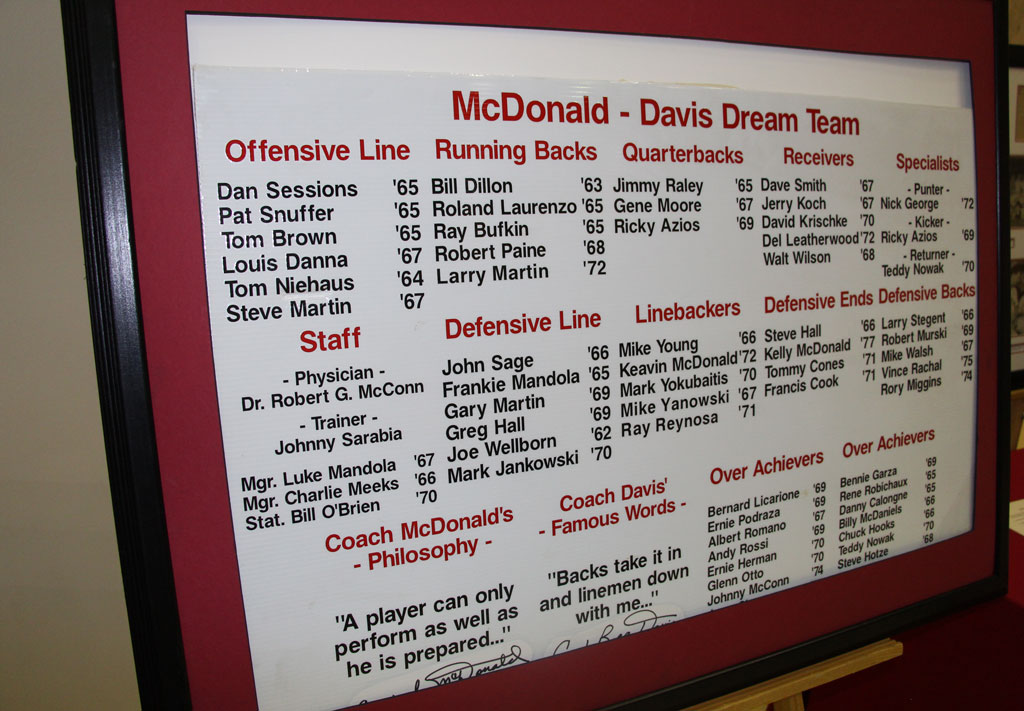 McDonald - Davis Dream Team
Offensive Line
Dan Sessions '65
Pat Snuffer '65
Tom Brown '65
Louis Danna '67
Tom Niehaus '64
Steve Martin '67
Running Backs
Bill Dillon '63
Roland Laurenzo '65
Ray Bufkin '65
Robert Paine '68
Larry Martin '72
Quarterbacks
Jimmy Raley '65
Gene Moore '67
Ricky Azios '69
Receivers
Dave Smith '67
Jerry Koch '67
David Krischke '70
Del Leatherwood '72
Walt Wilson '68
Specialists
- Punter -
Nick George '72
- Kicker -
Ricky Azios '69
- Returner -
Teddy Nowak '70
Staff
- Physician -
Dr. Robert G. McConn
- Trainer -
Johnny Sarabia
Mgr. Luke Mandola '67
Mgr. Charlie Meeks '66
Stat. Bill O'Brien '70
Defensive Line
John Sage '66
Frankie Mandola '65
Gary Martin '69
Greg Hall '69
Joe Wellborn '62
Mark Jankowski '70
Linebackers
Mike Young '66
Keavin McDonald '72
Mark Yokubaitis '70
Mike Yanowski '67
Ray Reynosa '71
Defensive Ends
Steve Hall '66
Kelly McDonald '77
Tommy Cones '71
Francis Cook '71
Defensive Backs
Larry Stegent '66
Robert Murski '69
Mike Walsh '67
Vince Rachal '75
Rory Miggins '74
Coach McDonald's
- Philosophy -
"A player can only
perform as well as
he is prepared..."
McDonald
Coach Davis'
- Famous Words -
"Backs take it in
and linemen down
with me..."
Over Achievers
Bernard Licarione '69
Ernie Podraza '69
Albert Romano '67
Andy Rossi '69
Ernie Herman '70
Glenn Otto '70
Johnny McConn '74
Over Achievers
Bennie Garza '69
Rene Robichaux '65
Danny Calongne '65
Billy McDaniels '66
Chuck Hooks '66
Teddy Nowak '70
Steve Hotze '68